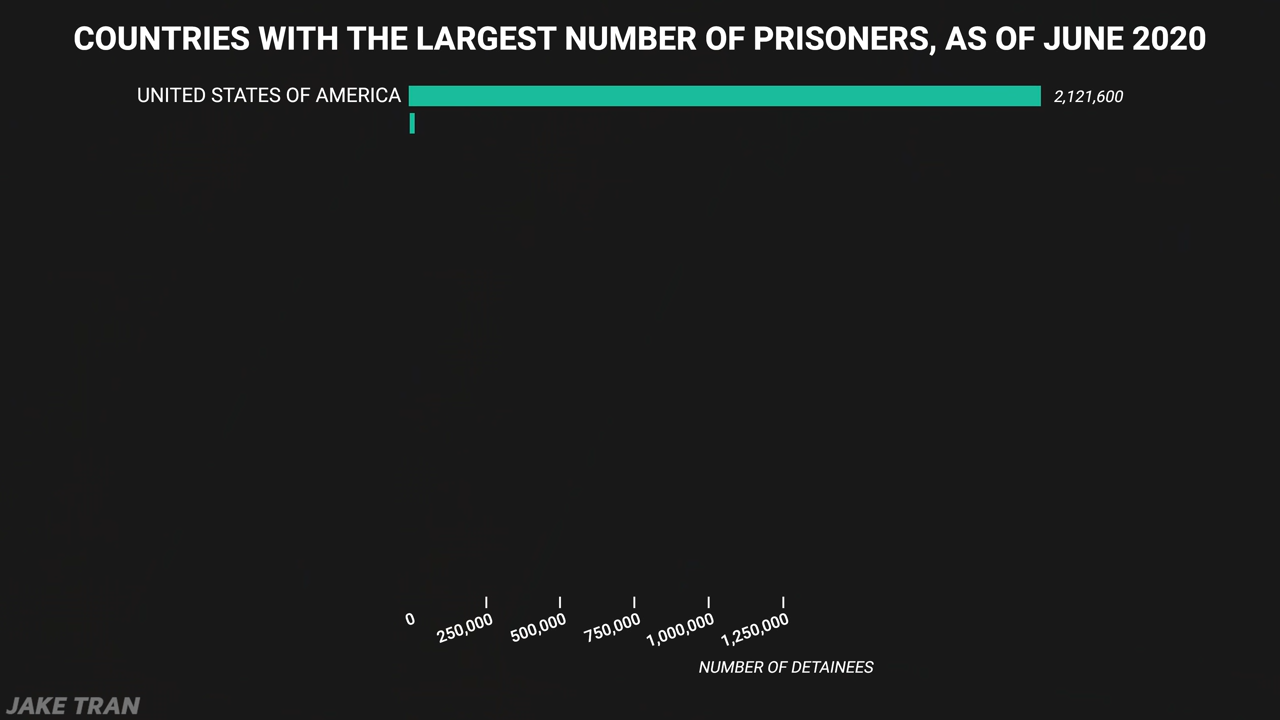 COUNTRIES WITH THE LARGEST NUMBER OF PRISONERS, AS OF JUNE 2020
UNITED STATES OF AMERICA 2,121,600
0 250,000 500,000 750,000 1,000,000 1,250,000
NUMBER OF DETAINEES
JAKE TRAN